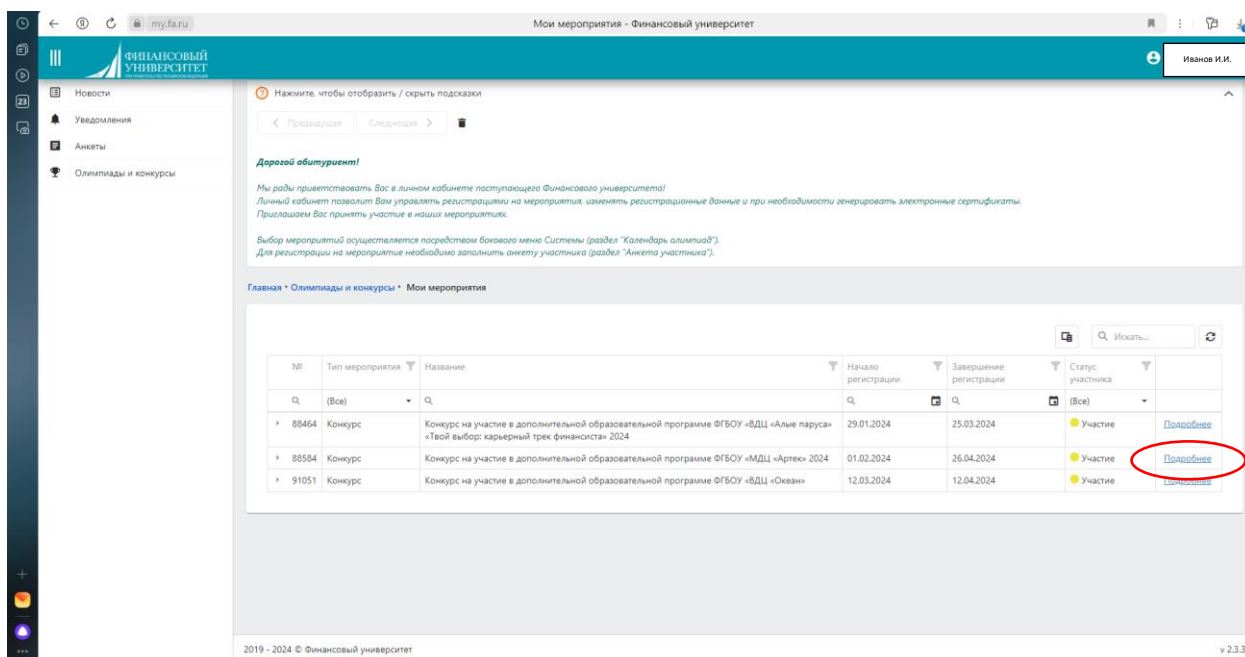 my.fa.ru
Мои мероприятия - Финансовый университет
ФИНАНСОВЫЙ
УНИВЕРСИТЕТ
Иванов И.И.
23
Новости
Уведомления
Анкеты
Олимпиады и конкурсы
Нажмите, чтобы отобразить / скрыть подсказки
Предыдущая Следующая
Дорогой абитуриент!
Мы рады приветствовать Вас в личном кабинете поступающего Финансового университета!
Личный кабинет позволит Вам управлять регистрациями на мероприятия, изменять регистрационные данные и при необходимости генерировать электронные сертификаты.
Приглашаем Вас принять участие в наших мероприятиях.
Выбор мероприятий осуществляется посредством бокового меню Системы (раздел "Календарь олимпиад").
Для регистрации на мероприятие необходимо заполнить анкету участника (раздел "Анкета участника").
Главная • Олимпиады и конкурсы • Мои мероприятия
Искать...
№ Тип мероприятия Название Начало регистрации Завершение регистрации Статус участника
(Все) (Все)
88464 Конкурс Конкурс на участие в дополнительной образовательной программе ФГБОУ «ВДЦ «Алые паруса» 29.01.2024 25.03.2024 Участие Подробнее
«Твой выбор: карьерный трек финансиста» 2024
88584 Конкурс Конкурс на участие в дополнительной образовательной программе ФГБОУ «МДЦ «Артек» 2024 01.02.2024 26.04.2024 Участие Подробнее
91051 Конкурс Конкурс на участие в дополнительной образовательной программе ФГБОУ «ВДЦ «Океан» 12.03.2024 12.04.2024 Участие Подробнее
2019 - 2024 © Финансовый университет
v 2.3.3